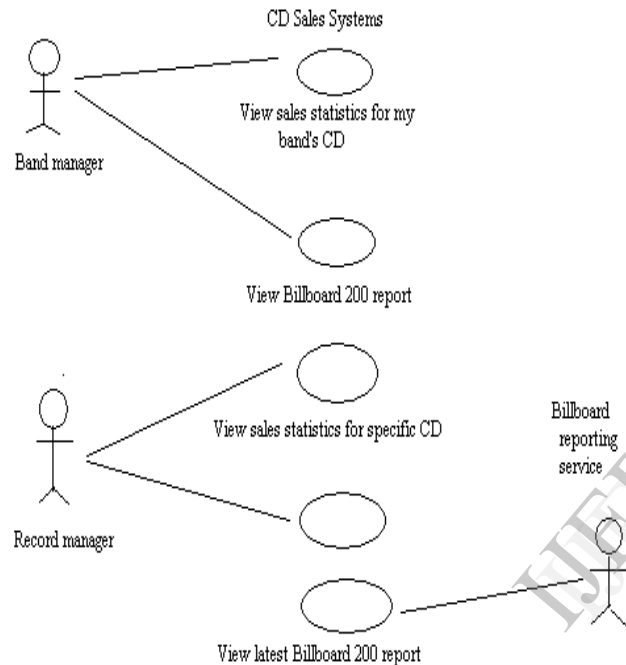 CD Sales Systems
View sales statistics for my
band's CD
Band manager
View Billboard 200 report
View sales statistics for specific CD
Billboard
reporting
service
Record manager
View latest Billboard 200 report